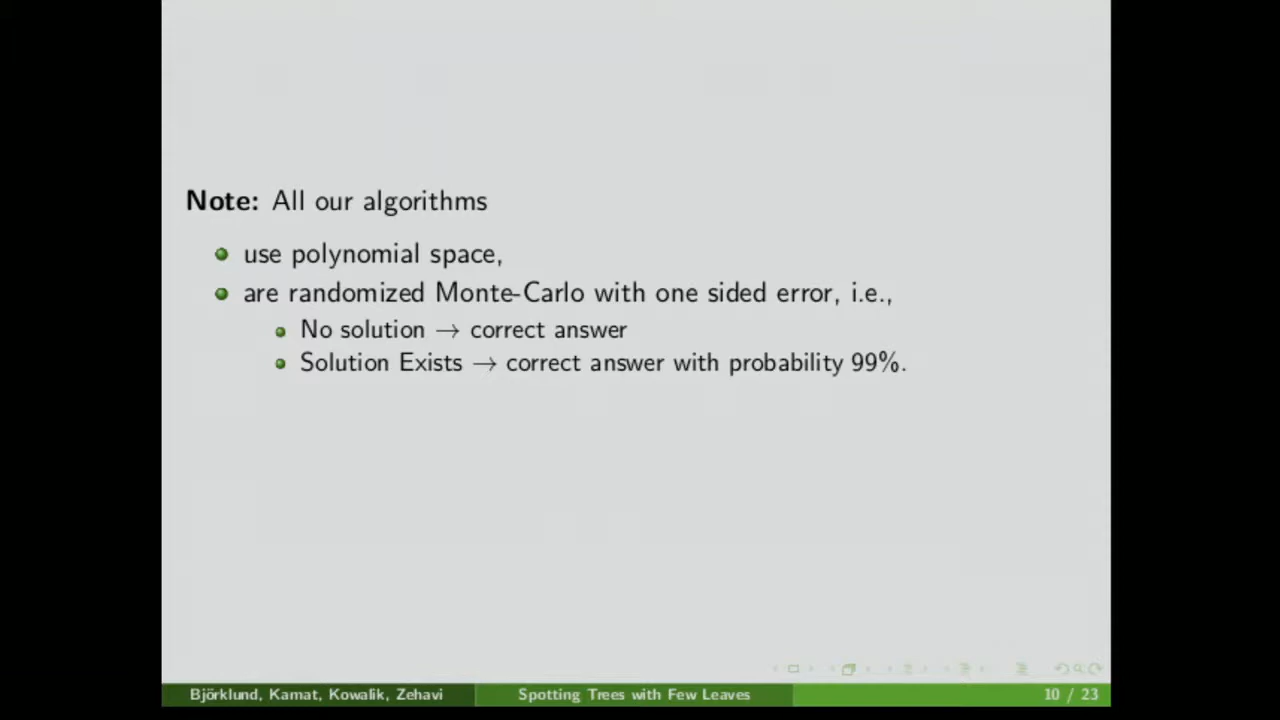 Note: All our algorithms
use polynomial space,
are randomized Monte-Carlo with one sided error, i.e.,
No solution → correct answer
Solution Exists → correct answer with probability 99%.
Björklund, Kamat, Kowalik, Zehavi
Spotting Trees with Few Leaves
10 / 23